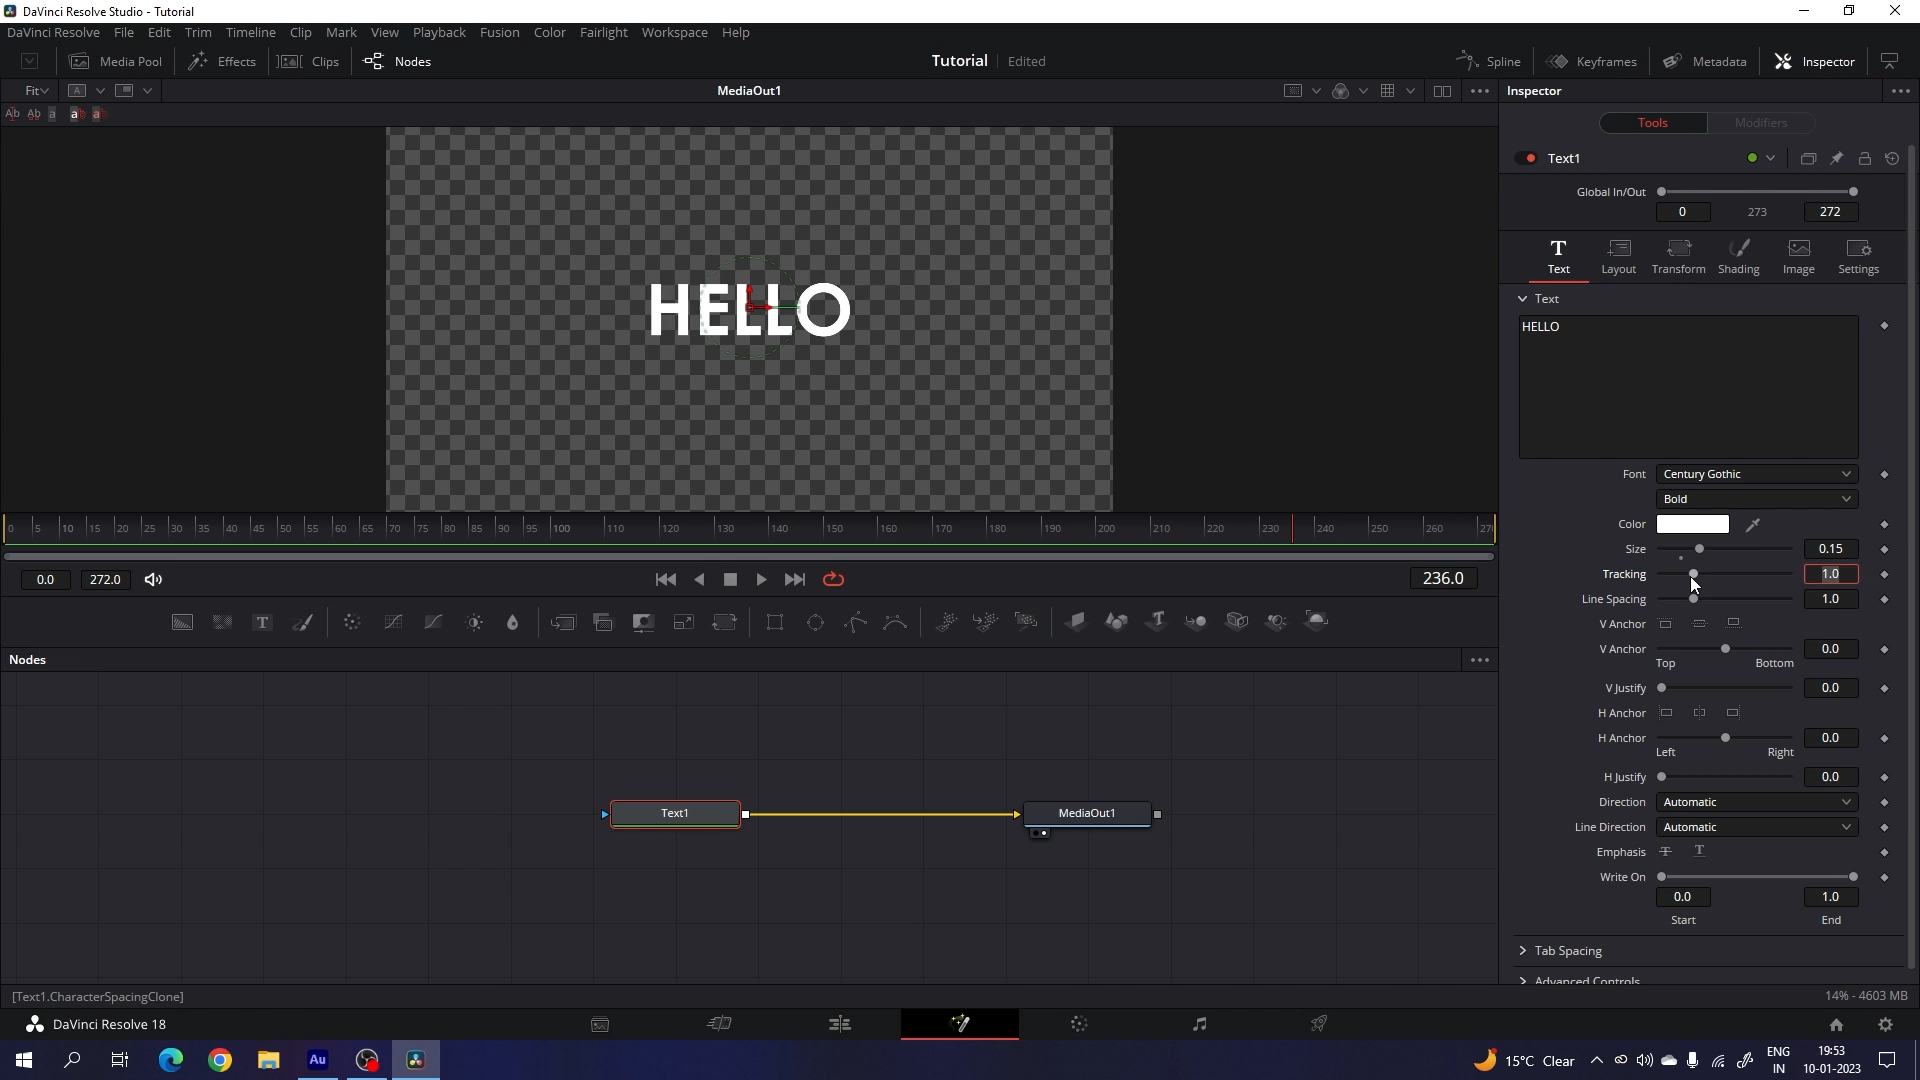 DaVinci Resolve Studio - Tutorial
DaVinci Resolve File Edit Trim Timeline Clip Mark View Playback Fusion Color Fairlight Workspace Help
Media Pool Effects Clips Nodes Tutorial Edited Spline Keyframes Metadata Inspector
Fit A MediaOut1 Inspector
Ab Ab a ab ab
Tools Modifiers
Text1
Global In/Out
0 273 272
T
Text Layout Transform Shading Image Settings
Text
HELLO
HELLO
Font Century Gothic
Bold
Color
Size 0.15
Tracking 1.0
Line Spacing 1.0
V Anchor
V Anchor 0.0
Top Bottom
V Justify 0.0
H Anchor
H Anchor 0.0
Left Right
H Justify 0.0
Direction Automatic
Line Direction Automatic
Emphasis T T
Write On
0.0 1.0
Start End
Tab Spacing
Advanced Controls
0 5 10 15 20 25 30 35 40 45 50 55 60 65 70 75 80 85 90 95 100 110 120 130 140 150 160 170 180 190 200 210 220 230 240 250 260 27
0.0 272.0 236.0
T T
Nodes
Text1 MediaOut1
[Text1.CharacterSpacingClone] 14% - 4603 MB
DaVinci Resolve 18
Au 15°C Clear ENG IN 19:53 10-01-2023